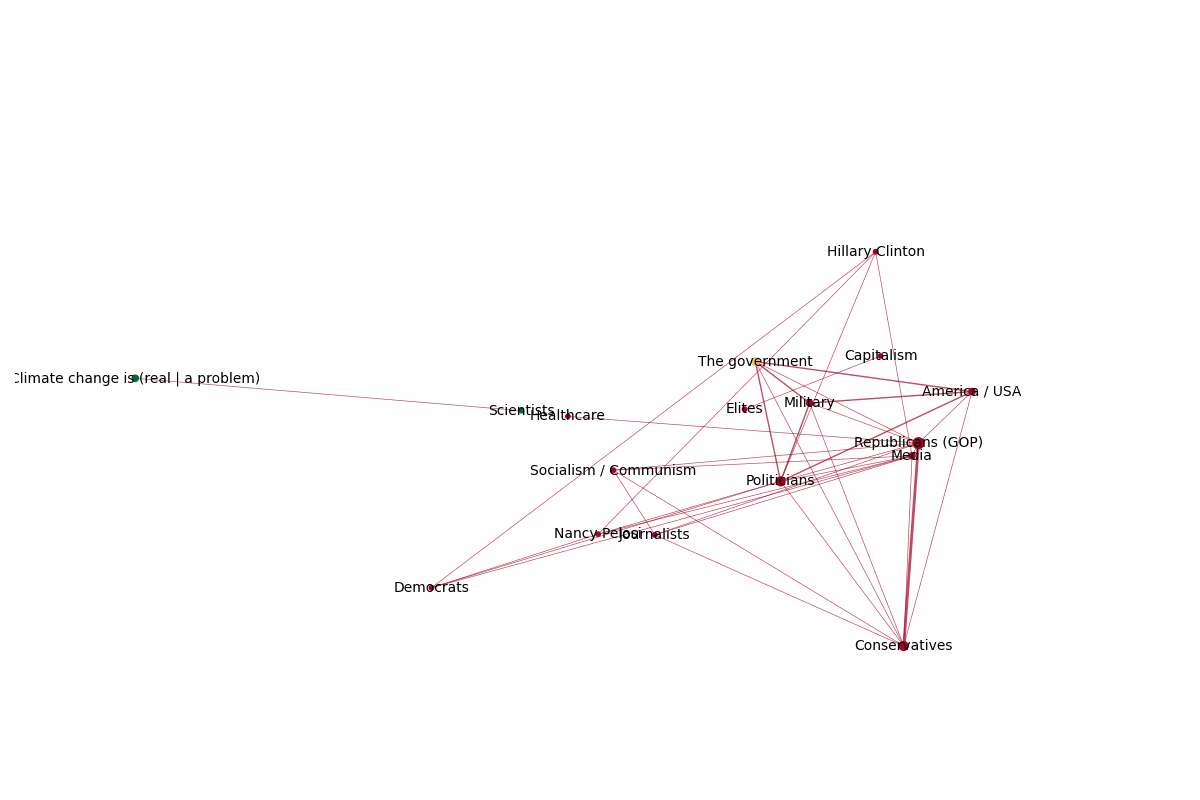 Hillary Clinton
The government
Capitalism
Climate change is (real | a problem)
America / USA
Military
Elites
Scientists
Healthcare
Republicans (GOP)
Media
Socialism / Communism
Politicians
Nancy Pelosi
Journalists
Democrats
Conservatives